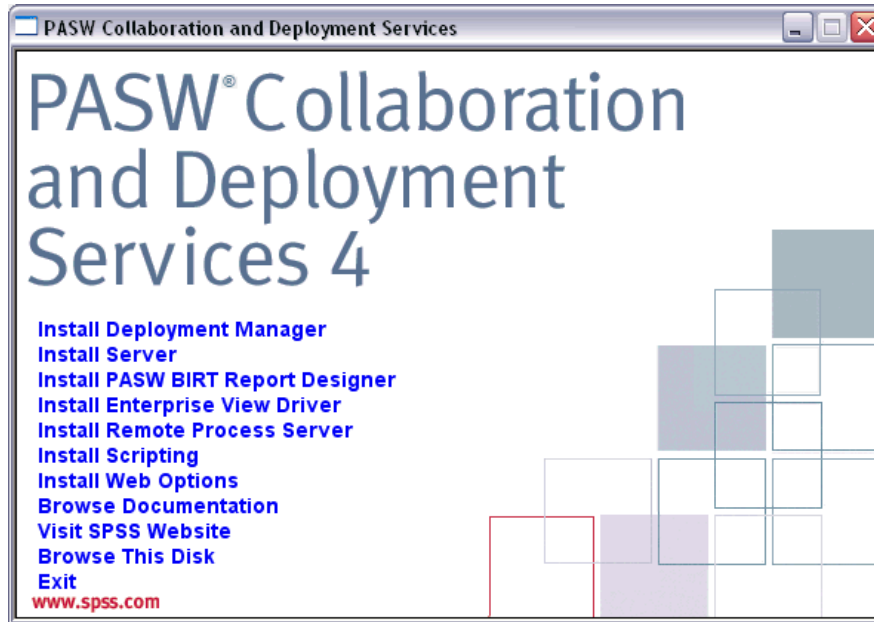 PASW Collaboration and Deployment Services
PASW® Collaboration
and Deployment
Services 4
Install Deployment Manager
Install Server
Install PASW BIRT Report Designer
Install Enterprise View Driver
Install Remote Process Server
Install Scripting
Install Web Options
Browse Documentation
Visit SPSS Website
Browse This Disk
Exit
www.spss.com